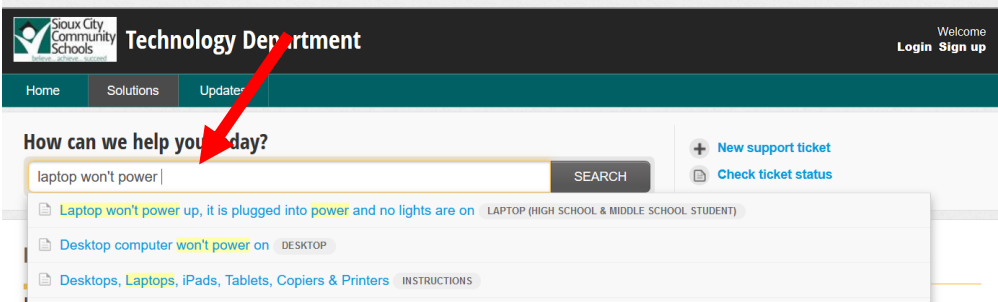 Sioux City
Community
Schools
believe...achieve...succeed
Technology Department
Welcome
Login Sign up
Home Solutions Updates
How can we help you today?
laptop won't power
SEARCH
New support ticket
Check ticket status
Laptop won't power up, it is plugged into power and no lights are on LAPTOP (HIGH SCHOOL & MIDDLE SCHOOL STUDENT)
Desktop computer won't power on DESKTOP
Desktops, Laptops, iPads, Tablets, Copiers & Printers INSTRUCTIONS